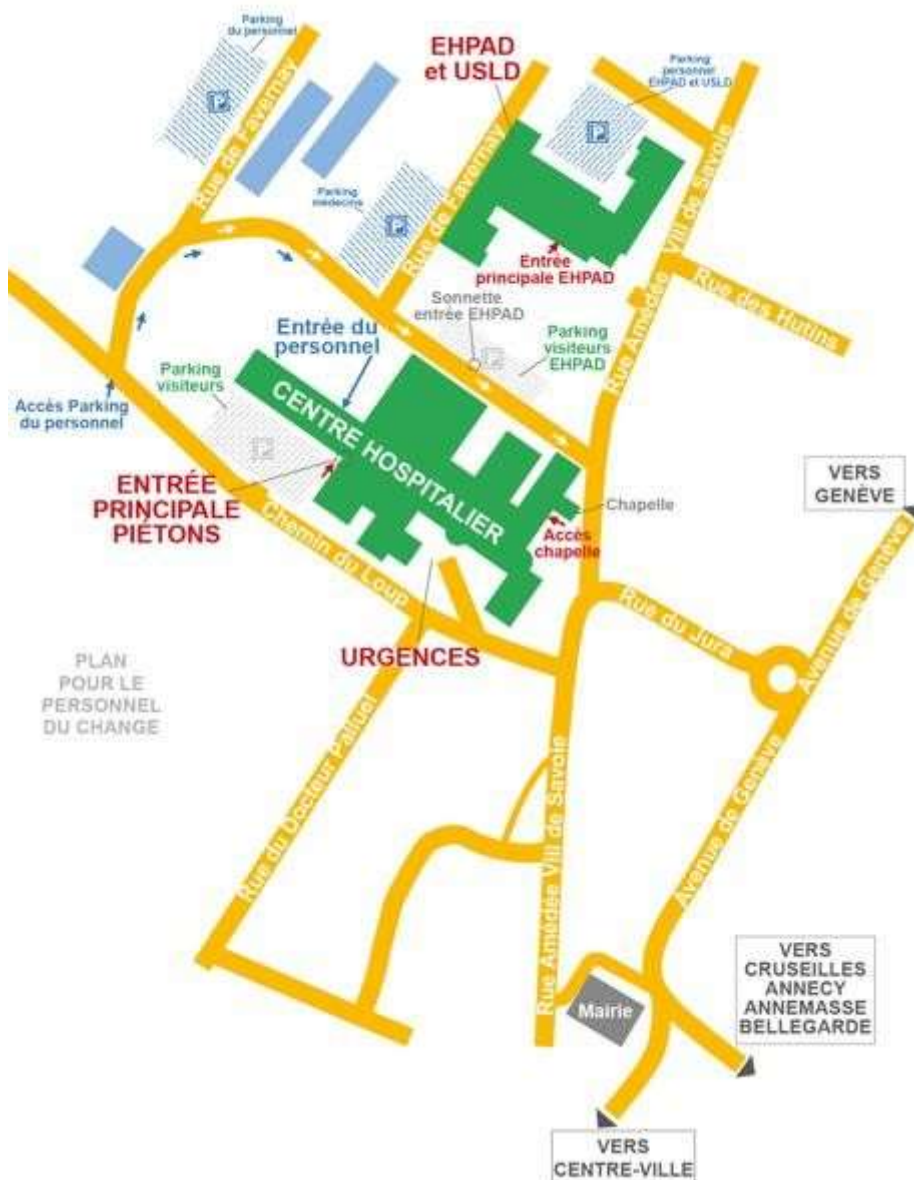 Parking
du personnel
EHPAD
et USLD
Parking
personnel
EHPAD et USLD
P
P
Rue de Favernay
Parking
médecins
P
Rue de Favernay
Rue Amédée VIII de Savoie
Entrée
principale EHPAD
Rue des Hutins
Sonnette
entrée EHPAD
Entrée du
personnel
Parking
visiteurs
EHPAD
P
Parking
visiteurs
Accès Parking
du personnel
CENTRE HOSPITALIER
P
ENTRÉE
PRINCIPALE
PIÉTONS
VERS
GENÈVE
Chapelle
Accès
chapelle
Chemin du Loup
Avenue de Genève
Rue du Jura
URGENCES
PLAN
POUR LE
PERSONNEL
DU CHANGE
Rue du Docteur Palluel
Rue Amédée VIII de Savoie
Avenue de Genève
VERS
CRUSEILLES
ANNECY
ANNEMASSE
BELLEGARDE
Mairie
VERS
CENTRE-VILLE